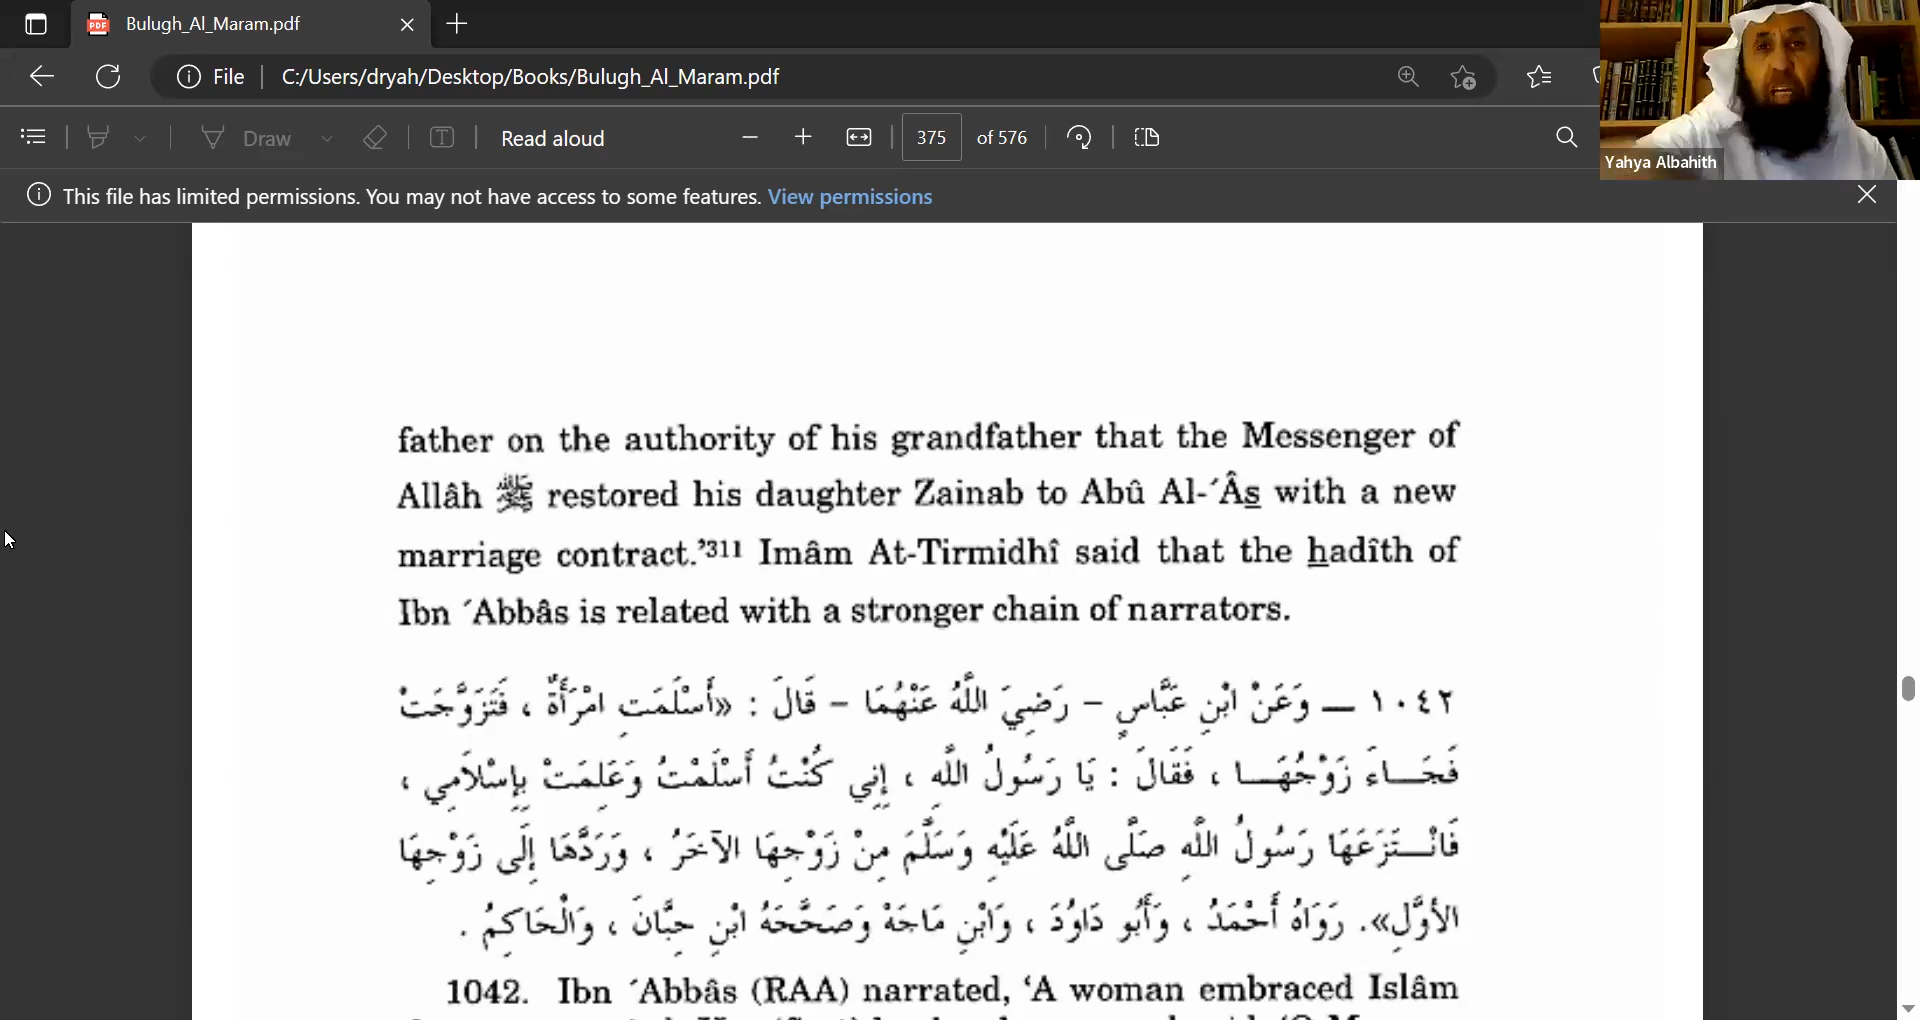 Bulugh_Al_Maram.pdf
File
C:/Users/dryah/Desktop/Books/Bulugh_Al_Maram.pdf
Draw
Read aloud
375 of 576
Yahya Albahith
This file has limited permissions. You may not have access to some features. View permissions
father on the authority of his grandfather that the Messenger of
Allâh ﷺ restored his daughter Zainab to Abû Al-´Âs with a new
marriage contract.’311 Imâm At-Tirmidhî said that the hadîth of
Ibn ´Abbâs is related with a stronger chain of narrators.
١٠٤٢ — وَعَنْ ابْنِ عَبَّاسٍ – رَضِيَ اللَّهُ عَنْهُمَا – قَالَ : «أَسْلَمَتِ امْرَأَةٌ ، فَتَزَوَّجَتْ
فَجَــاءَ زَوْجُهَــا ، فَقَالَ : يَا رَسُولُ اللَّهِ ، إِنِي كُنْتُ أَسْلَمْتُ وَعَلِمَتْ بِإِسْلاَمِي ،
فَانْــتَزَعَهَا رَسُولُ اللَّهِ صَلَّى اللَّهُ عَلَيْهِ وَسَلَّمَ مِنْ زَوْجِهَا الآخَرُ ، وَرَدَّهَا إِلَى زَوْجِهَا
الأَوَّلِ». رَوَاهُ أَحْمَدُ ، وَأَبُو دَاوُدَ ، وَابْنِ مَاجَهْ وَصَحَّحَهُ ابْنِ حِبَّانَ ، وَالْحَاكِمُ .
1042. Ibn ´Abbâs (RAA) narrated, ‘A woman embraced Islâm